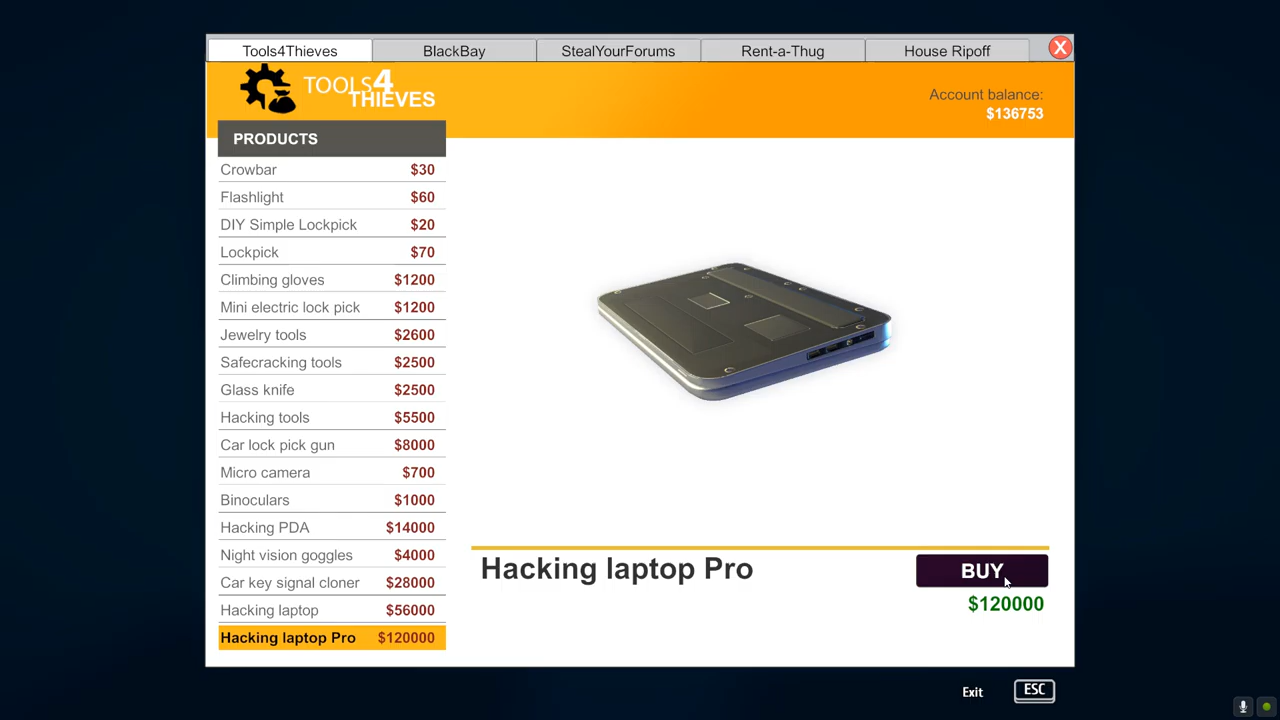 Tools4Thieves BlackBay StealYourForums Rent-a-Thug House Ripoff X
TOOLS4
THIEVES
Account balance:
$136753
PRODUCTS
Crowbar $30
Flashlight $60
DIY Simple Lockpick $20
Lockpick $70
Climbing gloves $1200
Mini electric lock pick $1200
Jewelry tools $2600
Safecracking tools $2500
Glass knife $2500
Hacking tools $5500
Car lock pick gun $8000
Micro camera $700
Binoculars $1000
Hacking PDA $14000
Night vision goggles $4000
Car key signal cloner $28000
Hacking laptop $56000
Hacking laptop Pro $120000
Hacking laptop Pro BUY
$120000
Exit ESC